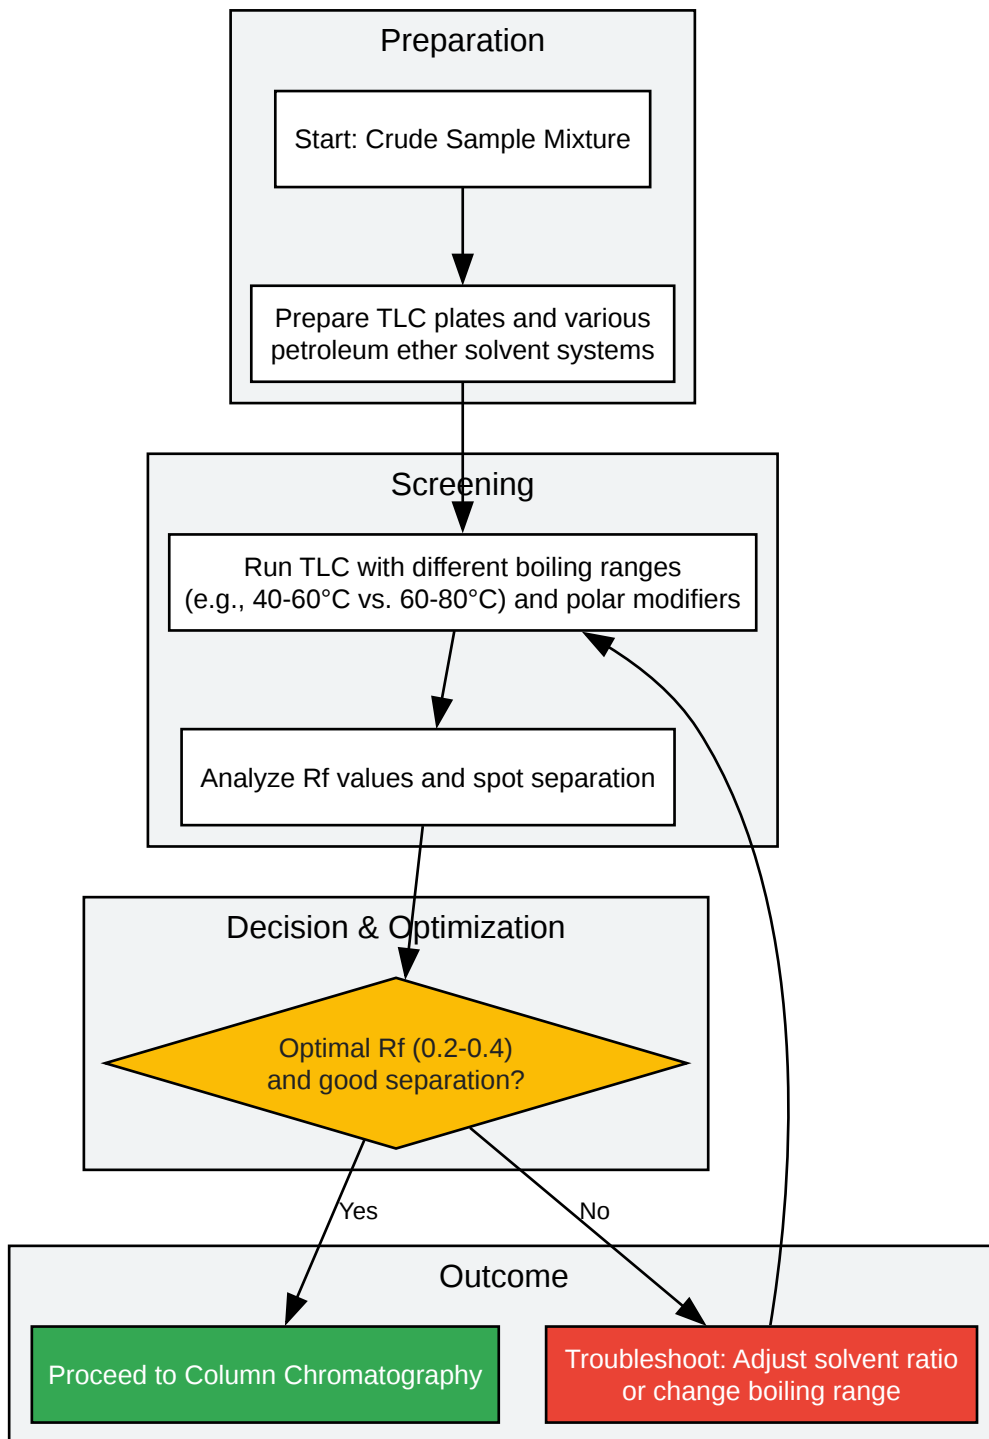 Preparation
Start: Crude Sample Mixture
Prepare TLC plates and various
petroleum ether solvent systems
Screening
Run TLC with different boiling ranges
(e.g., 40-60°C vs. 60-80°C) and polar modifiers
Analyze Rf values and spot separation
Decision & Optimization
Optimal Rf (0.2-0.4)
and good separation?
Yes
No
Outcome
Proceed to Column Chromatography
Troubleshoot: Adjust solvent ratio
or change boiling range